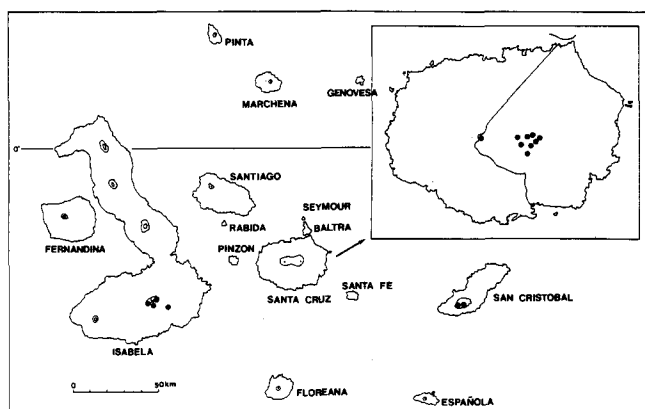 PINTA
MARCHENA
GENOVESA
0°
SANTIAGO
SEYMOUR
RABIDA
BALTRA
FERNANDINA
PINZON
SANTA CRUZ
SANTA FE
SAN CRISTOBAL
ISABELA
0 50km
FLOREANA
ESPAÑOLA